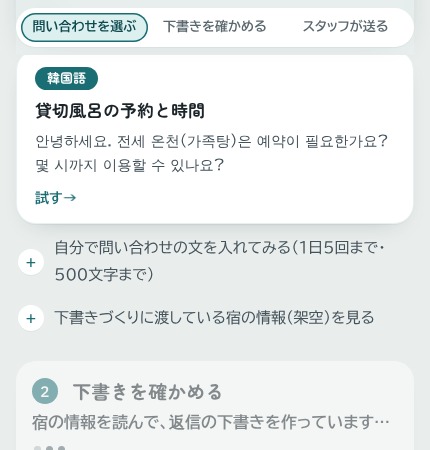 問い合わせを選ぶ 下書きを確かめる スタッフが送る
韓国語
貸切風呂の予約と時間
안녕하세요. 전세 온천(가족탕)은 예약이 필요한가요?
몇 시까지 이용할 수 있나요?
試す→
+ 自分で問い合わせの文を入れてみる(1日5回まで・
500文字まで)
+ 下書きづくりに渡している宿の情報(架空)を見る
2 下書きを確かめる
宿の情報を読んで、返信の下書きを作っています…